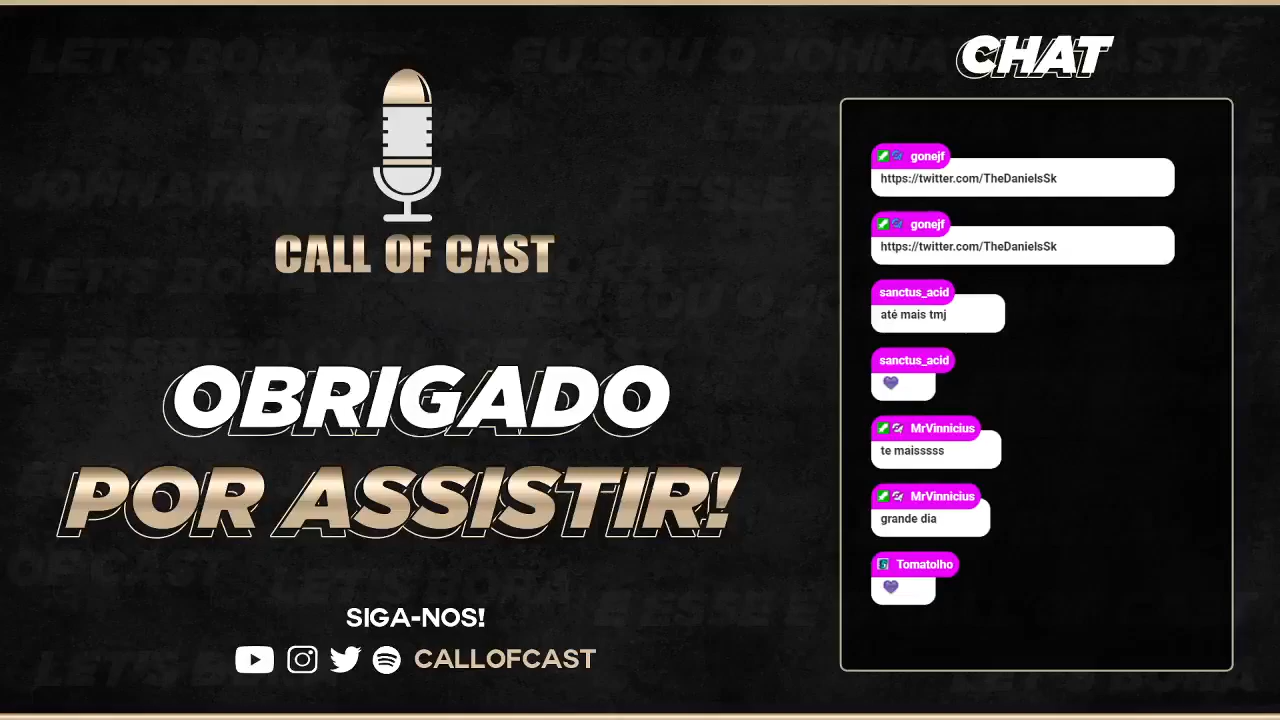 CALL OF CAST
OBRIGADO
POR ASSISTIR!
SIGA-NOS!
CALLOFCAST
CHAT
gonejf
https://twitter.com/TheDanielsSk
gonejf
https://twitter.com/TheDanielsSk
sanctus_acid
até mais tmj
sanctus_acid
MrVinnicius
te maisssss
MrVinnicius
grande dia
Tomatolho